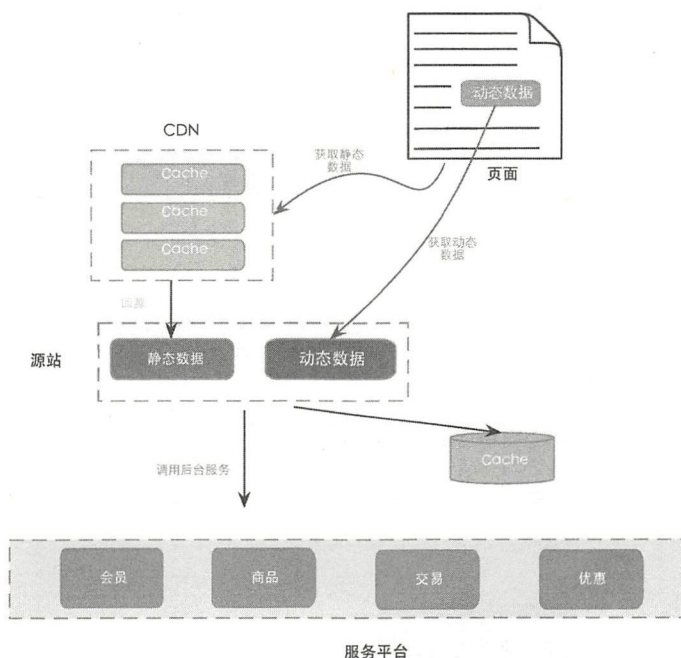 动态数据
CDN
获取静态
数据
页面
Cache
Cache
Cache
获取动态
数据
回源
源站
静态数据
动态数据
Cache
调用后台服务
会员
商品
交易
优惠
服务平台